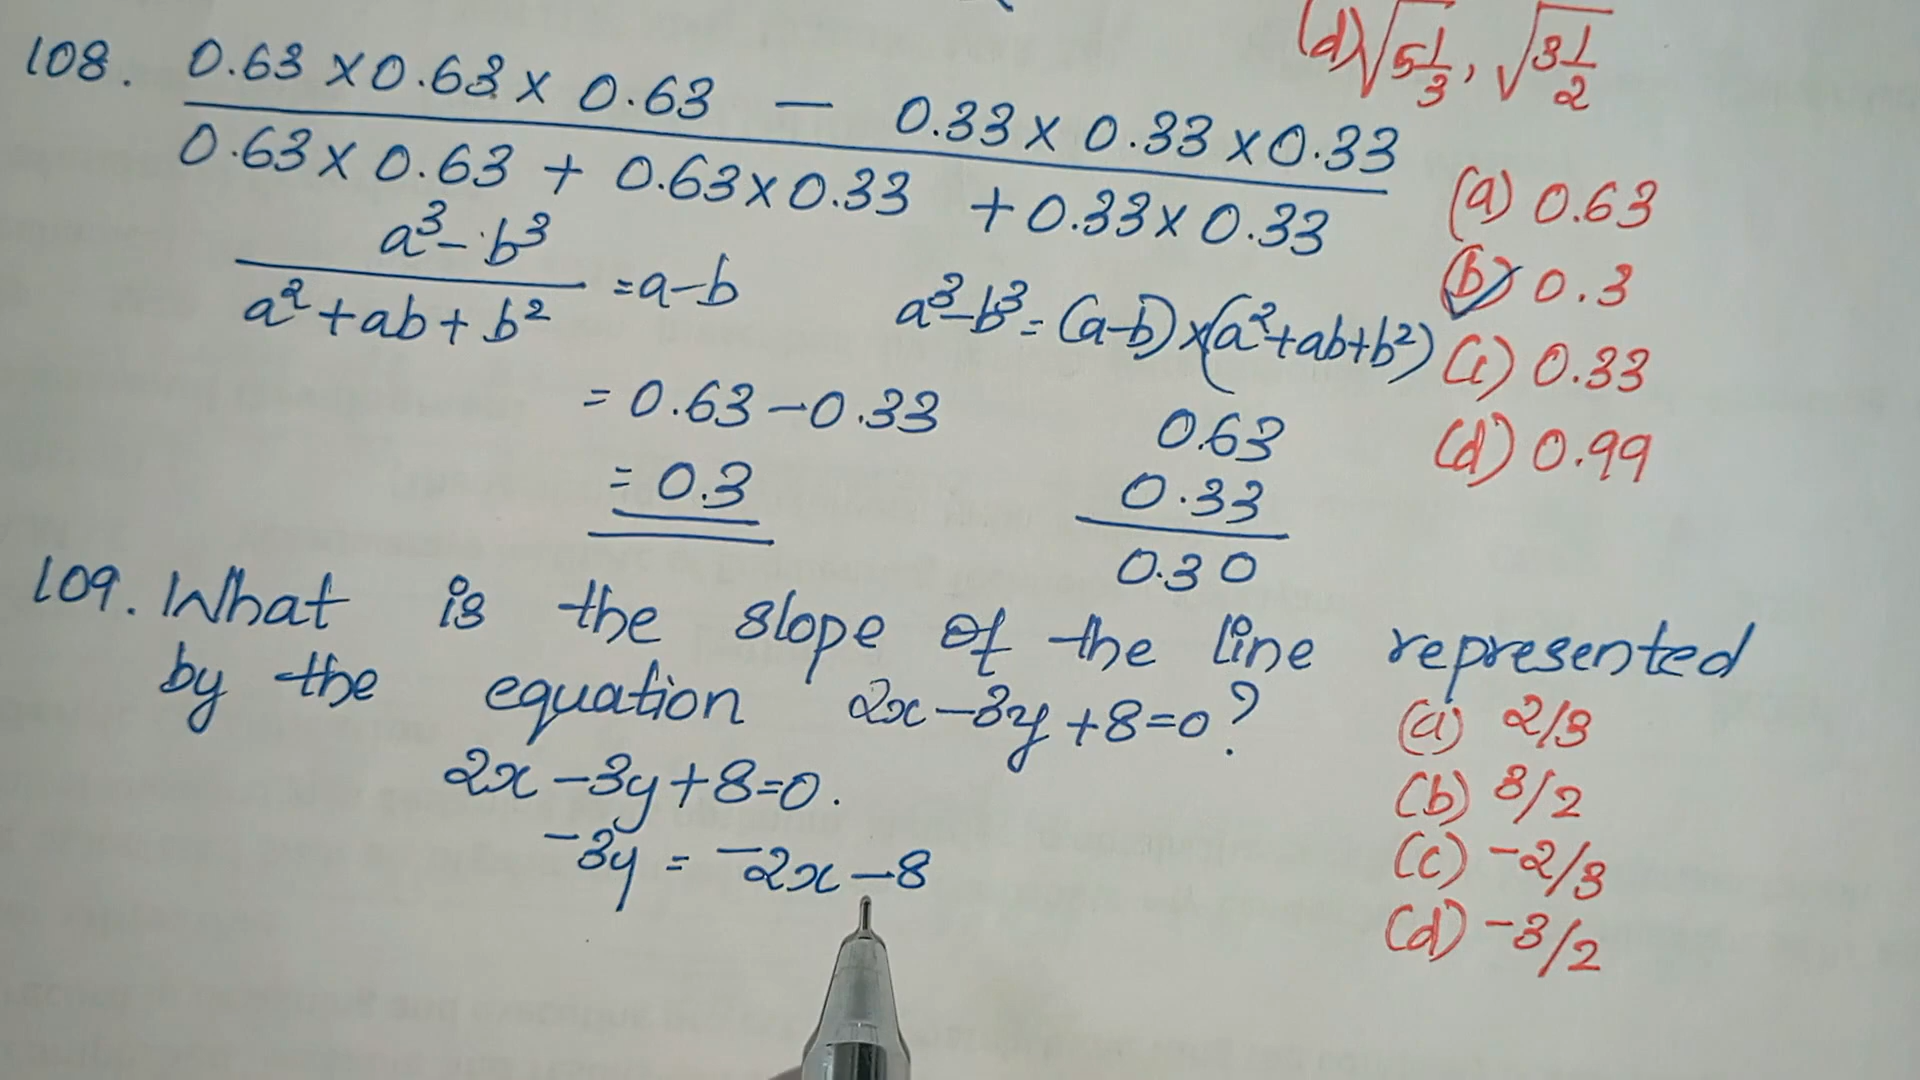 (d) √5 1/3, √3 1/2
108. 0.63 × 0.63 × 0.63 − 0.33 × 0.33 × 0.33
0.63 × 0.63 + 0.63 × 0.33 + 0.33 × 0.33
(a) 0.63
a³ − b³
a² + ab + b²
= a − b
a³ − b³ = (a−b) × (a² + ab + b²)
(b) 0.3
(c) 0.33
= 0.63 − 0.33
0.63
(d) 0.99
= 0.3
0.33
0.30
109. What is the slope of the line represented
by the equation 2x − 3y + 8 = 0?
(a) 2/3
2x − 3y + 8 = 0.
(b) 3/2
−3y = −2x − 8
(c) −2/3
(d) −3/2